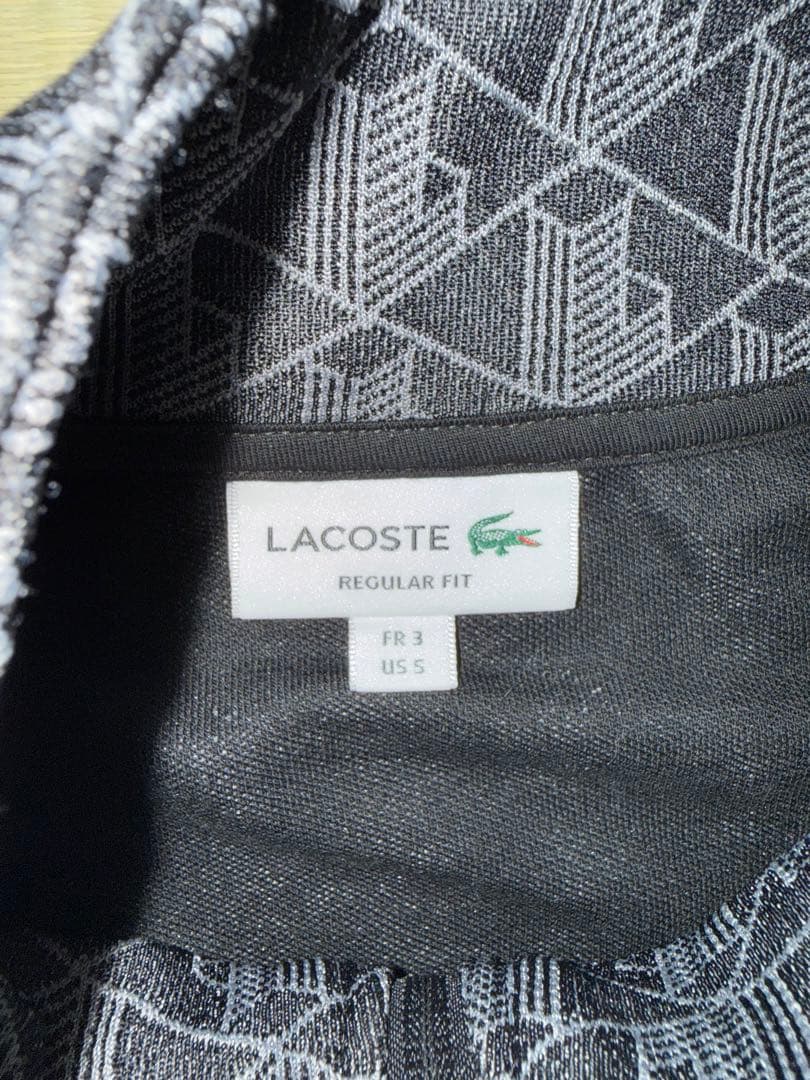 LACOSTE
REGULAR FIT
FR 3
US S